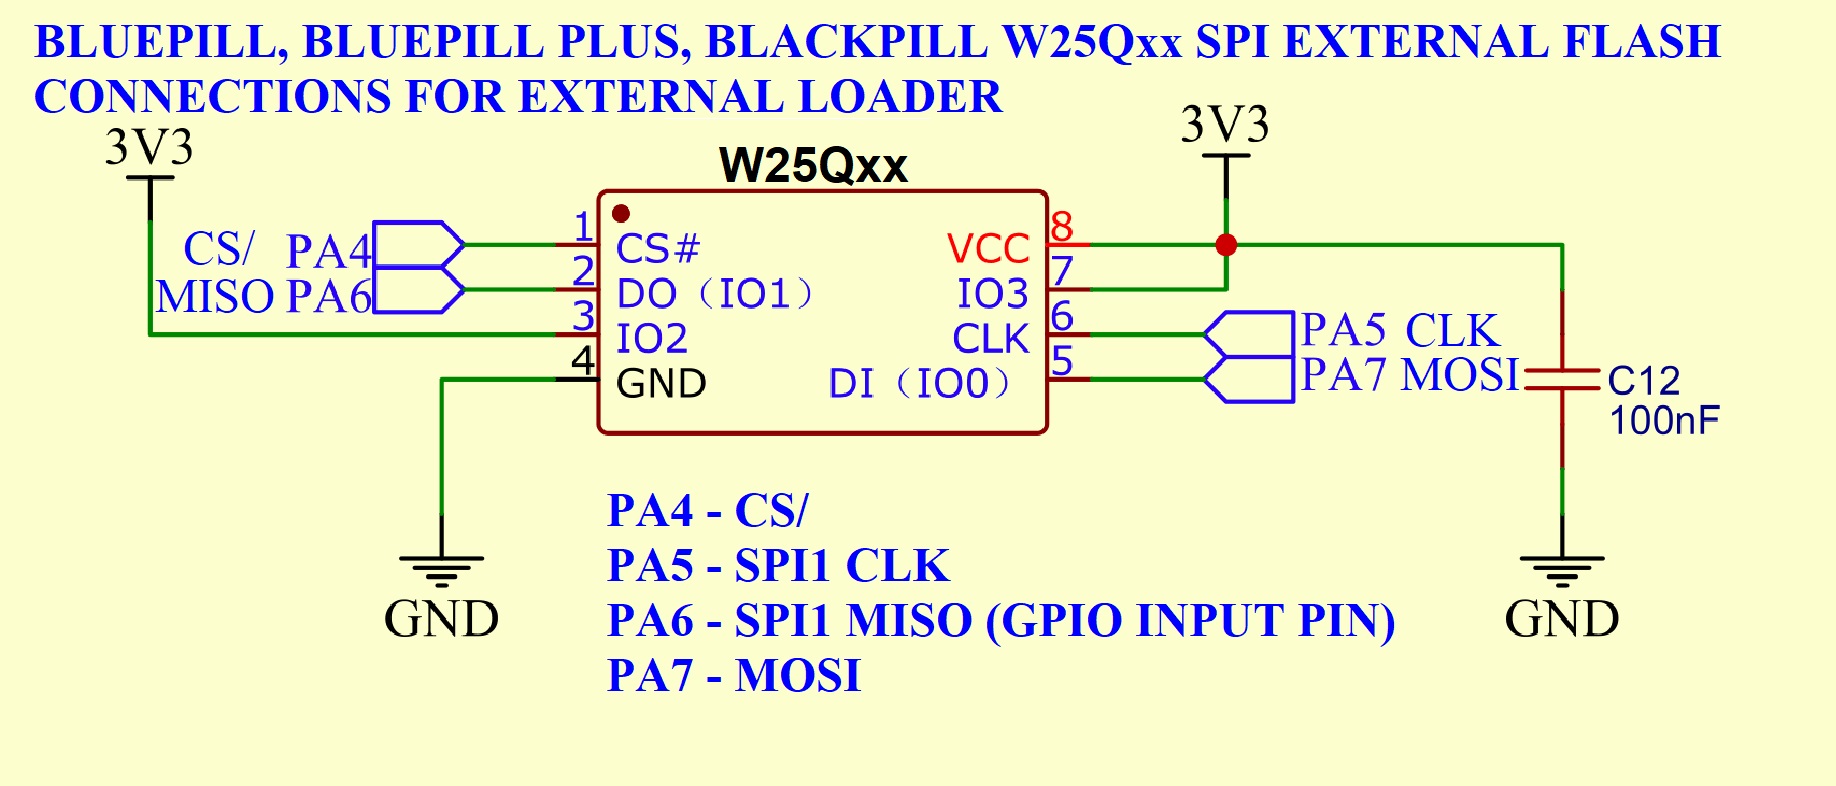 BLUEPILL, BLUEPILL PLUS, BLACKPILL W25Qxx SPI EXTERNAL FLASH
CONNECTIONS FOR EXTERNAL LOADER
3V3
3V3
W25Qxx
CS/ PA4
MISO PA6
1
2
3
4
CS#
DO（IO1）
IO2
GND
VCC
IO3
CLK
DI（IO0）
8
7
6
5
PA5 CLK
PA7 MOSI
C12
100nF
GND
GND
PA4 - CS/
PA5 - SPI1 CLK
PA6 - SPI1 MISO (GPIO INPUT PIN)
PA7 - MOSI